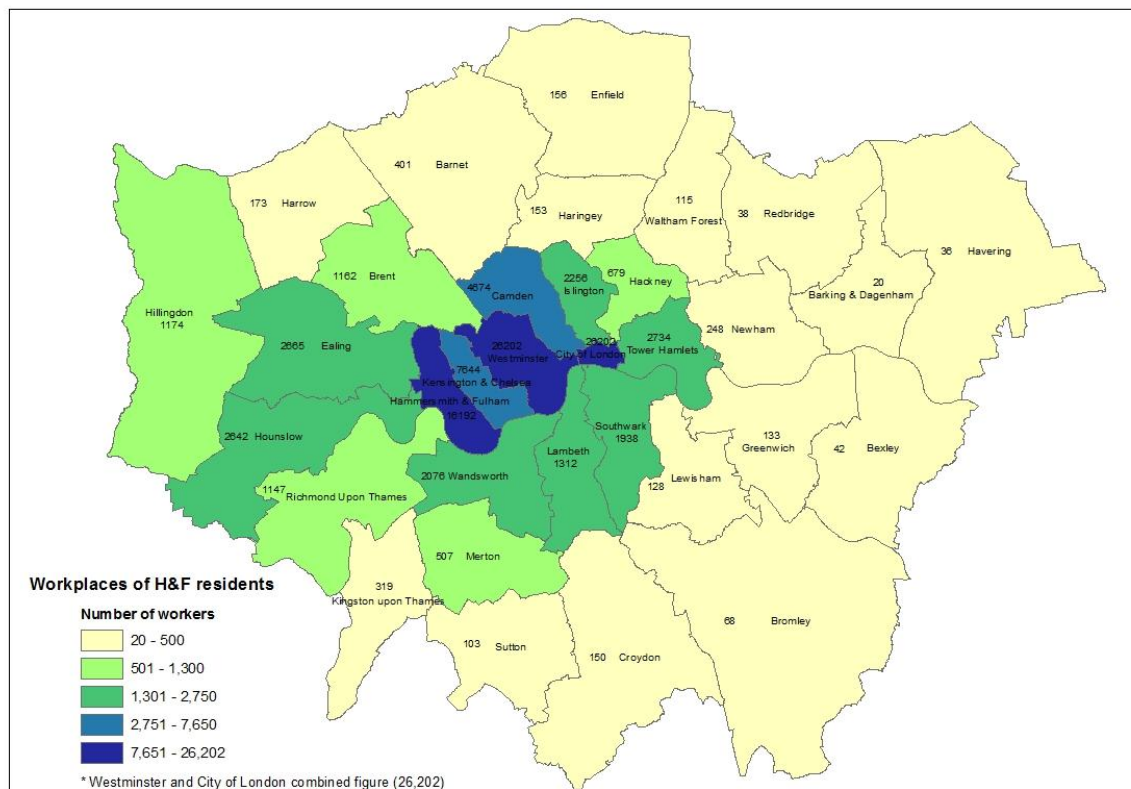 156 Enfield
401 Barnet
173 Harrow
153
Haringey
115
Waltham Forest
38 Redbridge
36 Havering
20
Barking & Dagenham
1162 Brent
4674
Camden
2256
Islington
679
Hackney
Hillingdon
1174
2665 Ealing
248 Newham
26202
Westminster
26202
City of London
2734
Tower Hamlets
7644
Kensington & Chelsea
Hammersmith & Fulham
16192
2642 Hounslow
Southwark
1938
Lambeth
1312
133
Greenwich
42 Bexley
1147
Richmond Upon Thames
2076 Wandsworth
128 Lewisham
507 Merton
319
Kingston upon Thames
103 Sutton
150 Croydon
68 Bromley
Workplaces of H&F residents
Number of workers
20 - 500
501 - 1,300
1,301 - 2,750
2,751 - 7,650
7,651 - 26,202
* Westminster and City of London combined figure (26,202)